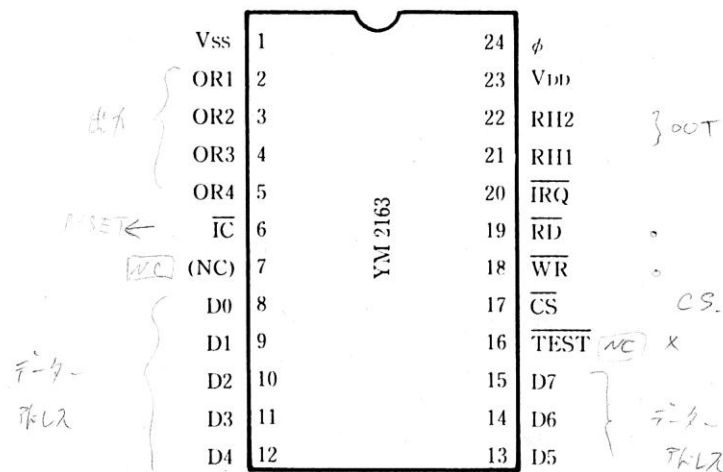 Vss 1 24 φ
OR1 2 23 VDD
出力 OR2 3 22 RH2 OUT
OR3 4 21 RH1
OR4 5 20 IRQ
RESET← IC 6 19 RD
NC (NC) 7 18 WR
D0 8 17 CS CS.
D1 9 16 TEST NC ×
データー D2 10 15 D7
アドレス D3 11 14 D6 データー
D4 12 13 D5 アドレス
YM 2163